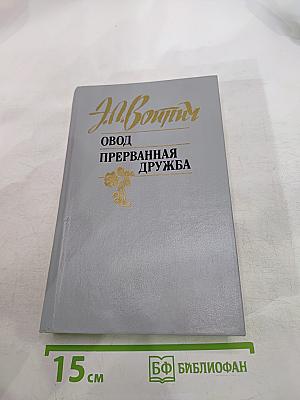 Э.Л.Войнич
ОВОД
ПРЕРВАННАЯ
ДРУЖБА
15 см
БФ БИБЛИОФАН